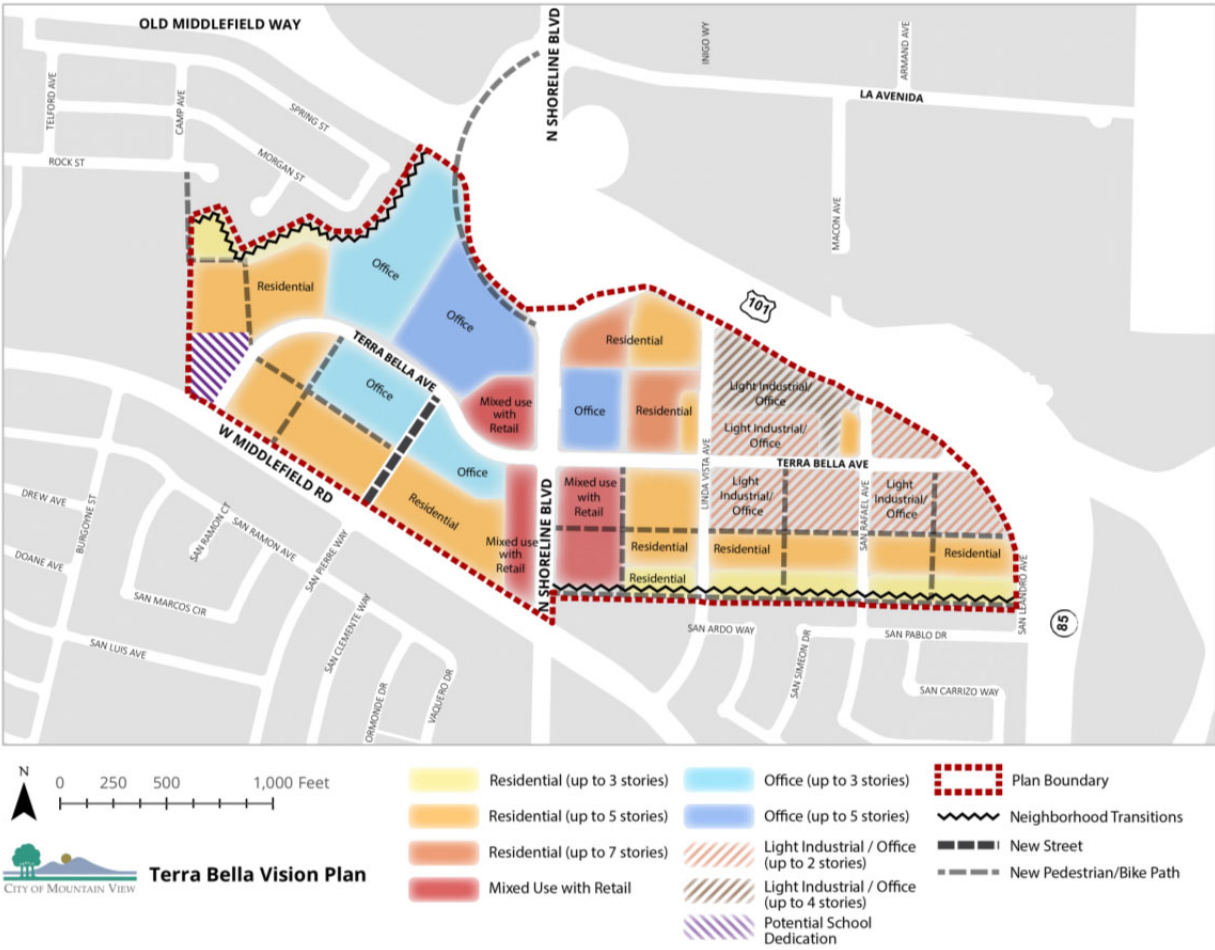 OLD MIDDLEFIELD WAY
N SHORELINE BLVD
INIGO WY
ARMAND AVE
LA AVENIDA
TELFORD AVE
CAMP AVE
SPRING ST
MORGAN ST
ROCK ST
MACON AVE
101
Office
Residential
Office
TERRA BELLA AVE
Residential
Office
Light Industrial/
Office
Mixed use
with
Retail
Office
Residential
Light Industrial/
Office
W MIDDLEFIELD RD
Office
LINDA VISTA AVE
TERRA BELLA AVE
Residential
Mixed use
with
Retail
Light
Industrial/
Office
SAN RAFAEL AVE
Light
Industrial/
Office
Mixed use
with
Retail
N SHORELINE BLVD
Residential
Residential
Residential
Residential
DREW AVE
BURGOYNE ST
SAN RAMON CT
SAN RAMON AVE
SAN PIERRE WAY
DOANE AVE
SAN MARCOS CIR
SAN LUIS AVE
SAN CLEMENTE WAY
ORMONDE DR
VAQUERO DR
SAN ARDO WAY
SAN SIMEON DR
SAN PABLO DR
SAN CARRIZO WAY
SAN LEANDRO AVE
85
N
0 250 500 1,000 Feet
CITY OF MOUNTAIN VIEW
Terra Bella Vision Plan
Residential (up to 3 stories)
Residential (up to 5 stories)
Residential (up to 7 stories)
Mixed Use with Retail
Office (up to 3 stories)
Office (up to 5 stories)
Light Industrial / Office
(up to 2 stories)
Light Industrial / Office
(up to 4 stories)
Potential School
Dedication
Plan Boundary
Neighborhood Transitions
New Street
New Pedestrian/Bike Path